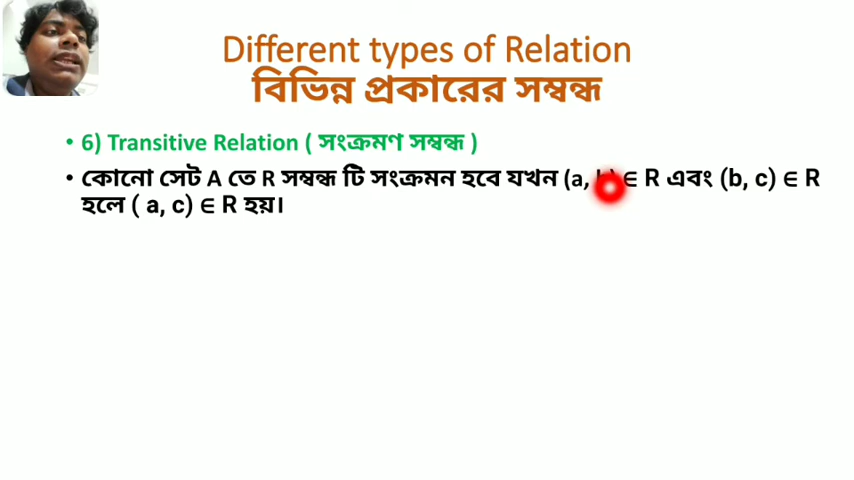 Different types of Relation
বিভিন্ন প্রকারের সম্বন্ধ
• 6) Transitive Relation ( সংক্রমণ সম্বন্ধ )
• কোনো সেট A তে R সম্বন্ধ টি সংক্রমন হবে যখন (a, ∈ R এবং (b, c) ∈ R
হলে ( a, c) ∈ R হয়।